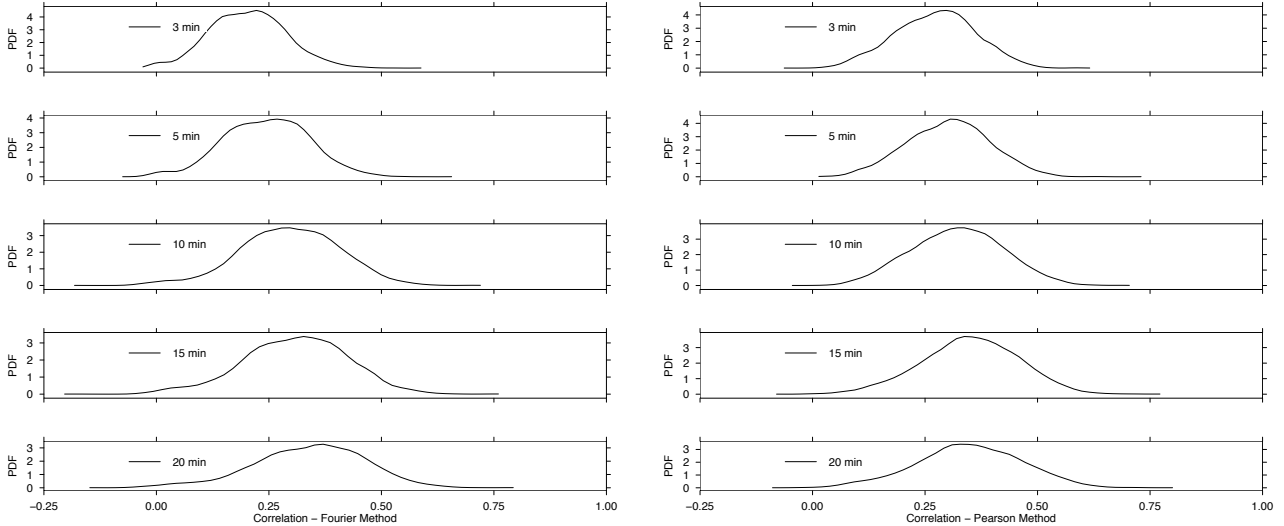 PDF
4
3
2
1
0
3 min
PDF
4
3
2
1
0
3 min
PDF
4
3
2
1
0
5 min
PDF
4
3
2
1
0
5 min
PDF
3
2
1
0
10 min
PDF
3
2
1
0
10 min
PDF
3
2
1
0
15 min
PDF
3
2
1
0
15 min
PDF
3
2
1
0
20 min
−0.25 0.00 0.25 0.50 0.75 1.00
Correlation − Fourier Method
PDF
3
2
1
0
20 min
−0.25 0.00 0.25 0.50 0.75 1.00
Correlation − Pearson Method